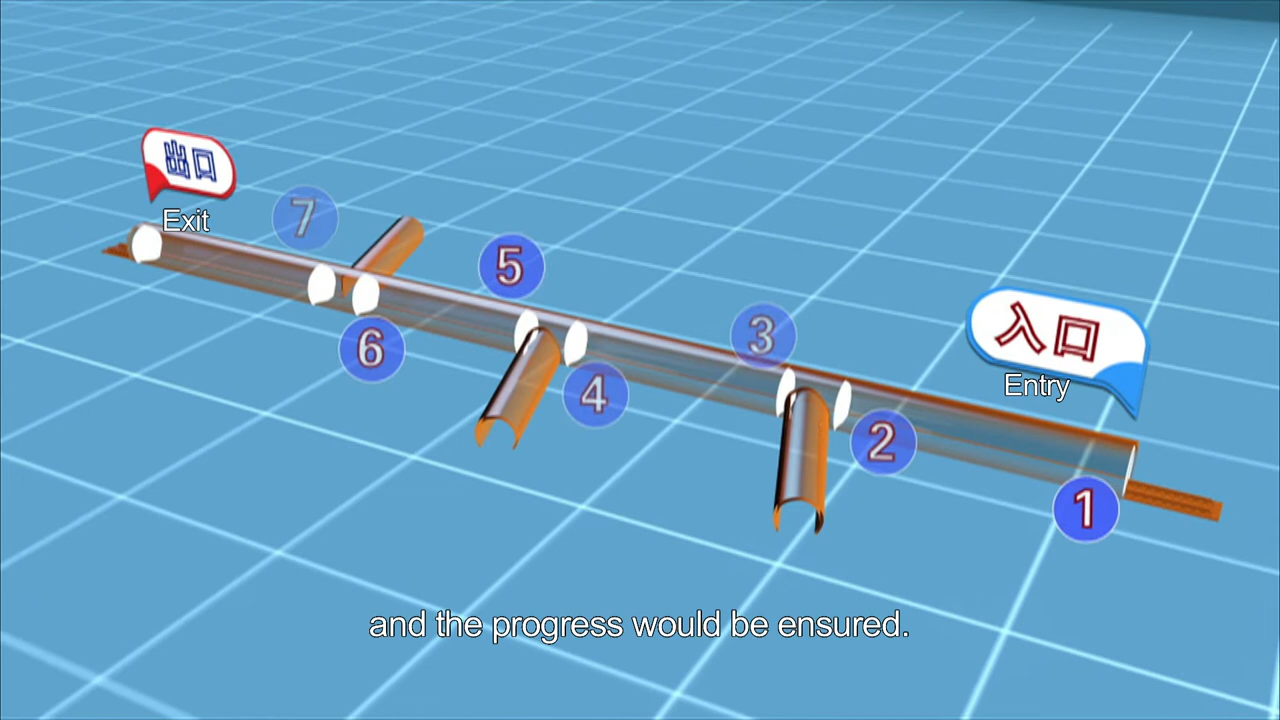 出口
Exit
7
5
6
3
4
2
入口
Entry
1
and the progress would be ensured.